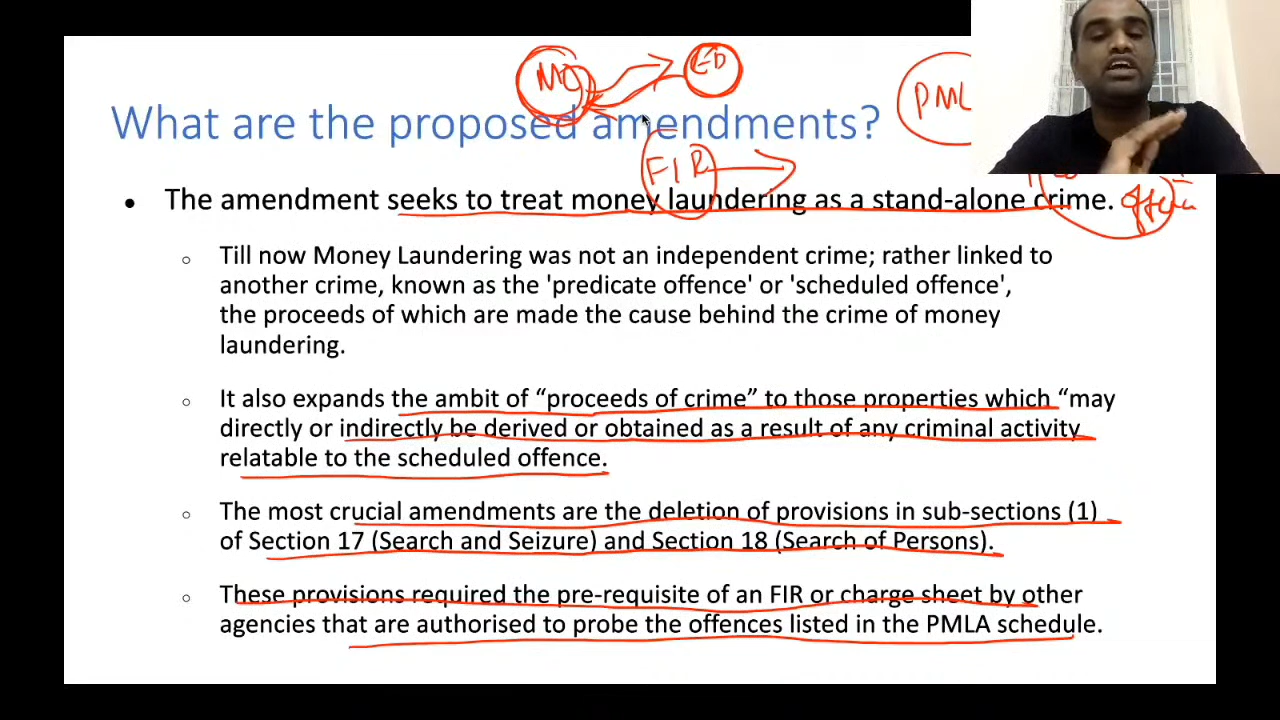 MO
ED
PML
What are the proposed amendments?
FIR
• The amendment seeks to treat money laundering as a stand-alone crime.
○ Till now Money Laundering was not an independent crime; rather linked to
another crime, known as the 'predicate offence' or 'scheduled offence',
the proceeds of which are made the cause behind the crime of money
laundering.
○ It also expands the ambit of “proceeds of crime” to those properties which “may
directly or indirectly be derived or obtained as a result of any criminal activity
relatable to the scheduled offence.
○ The most crucial amendments are the deletion of provisions in sub-sections (1)
of Section 17 (Search and Seizure) and Section 18 (Search of Persons).
○ These provisions required the pre-requisite of an FIR or charge sheet by other
agencies that are authorised to probe the offences listed in the PMLA schedule.